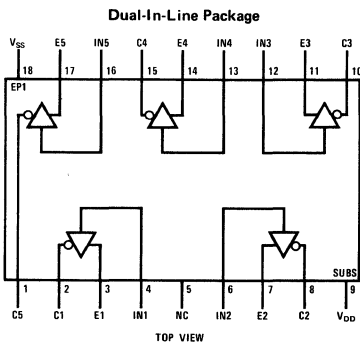 Dual-In-Line Package
VSS E5 IN5 C4 E4 IN4 IN3 E3 C3
18 17 16 15 14 13 12 11 10
EP1
SUBS
1 2 3 4 5 6 7 8 9
C5 C1 E1 IN1 NC IN2 E2 C2 VDD
TOP VIEW